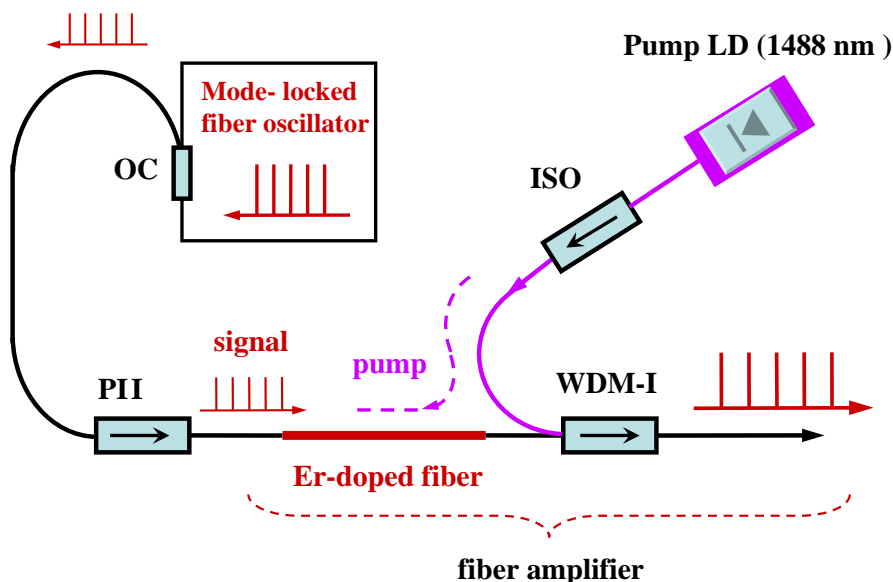 Pump LD (1488 nm )
Mode- locked
fiber oscillator
OC
ISO
signal
pump
PII
WDM-I
Er-doped fiber
fiber amplifier